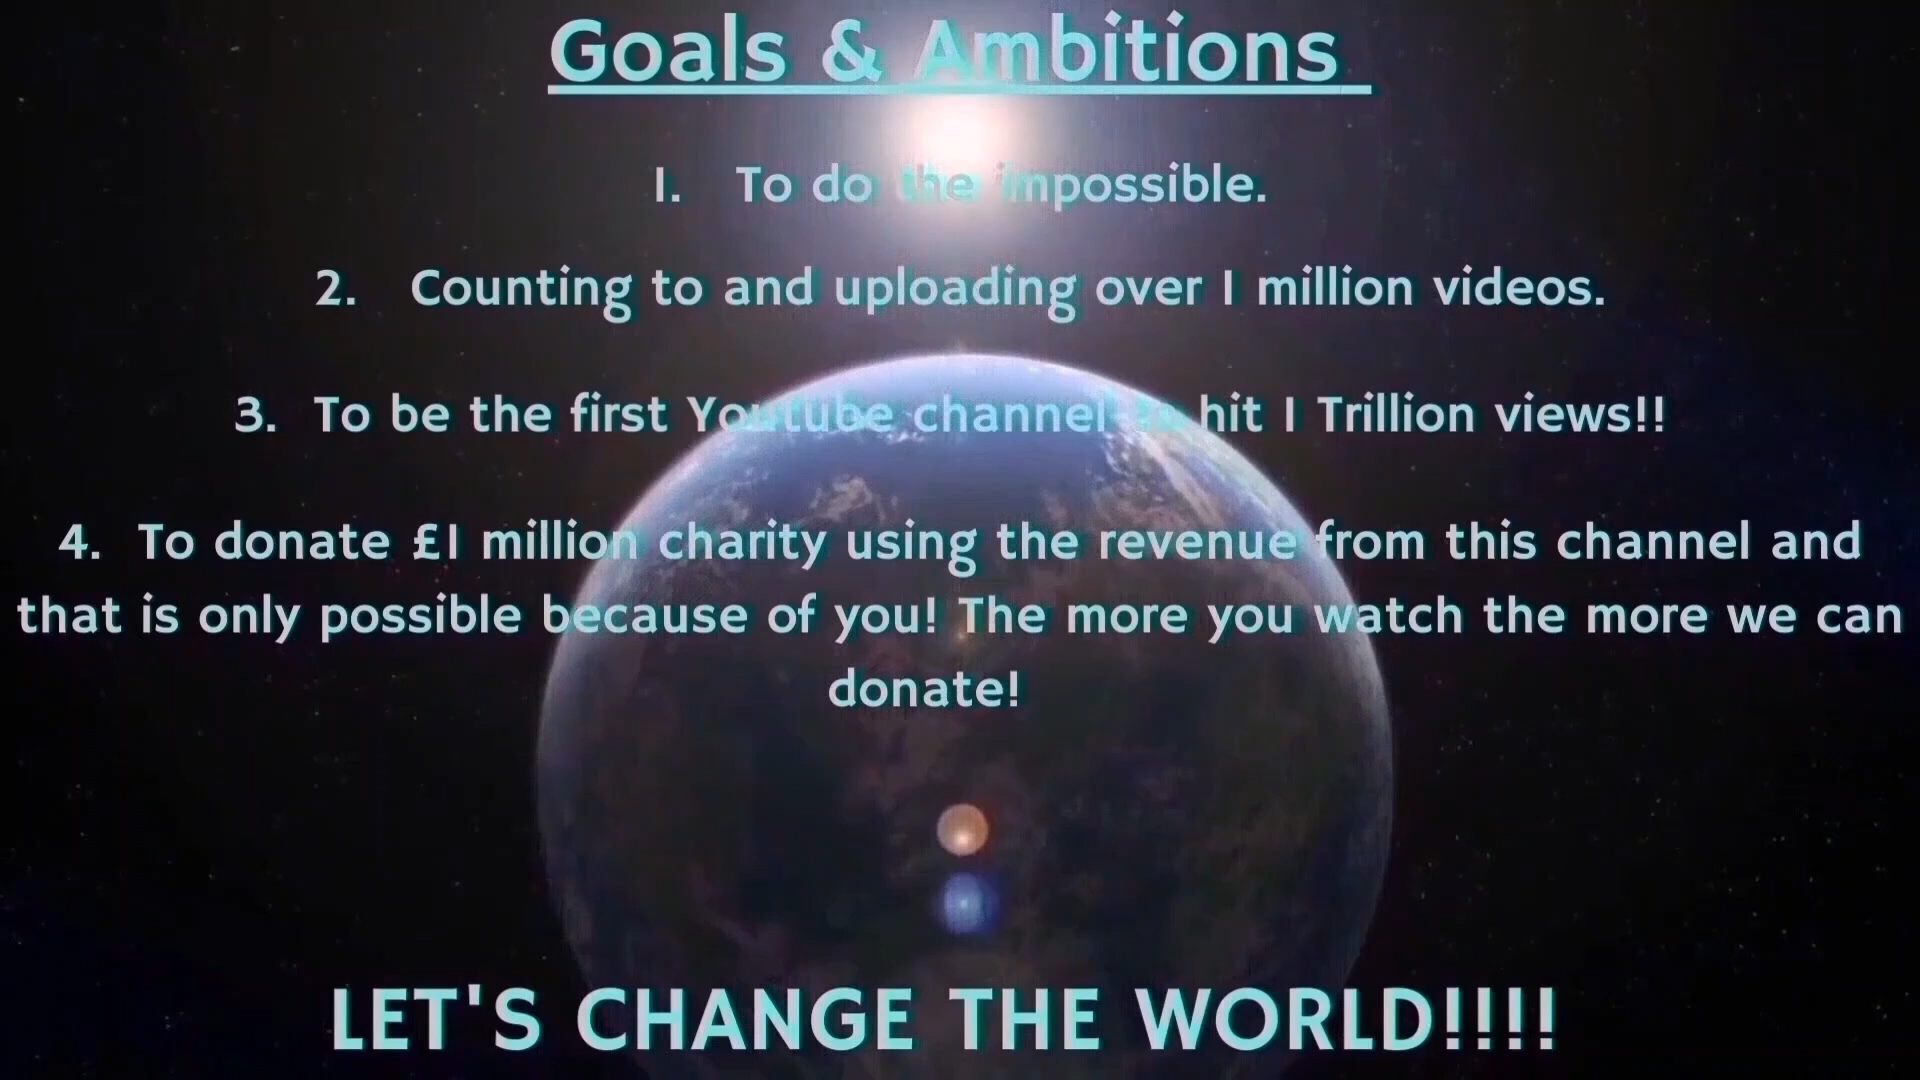 Goals & Ambitions
1. To do the impossible.
2. Counting to and uploading over 1 million videos.
3. To be the first Youtube channel to hit 1 Trillion views!!
4. To donate £1 million charity using the revenue from this channel and
that is only possible because of you! The more you watch the more we can
donate!
LET'S CHANGE THE WORLD!!!!